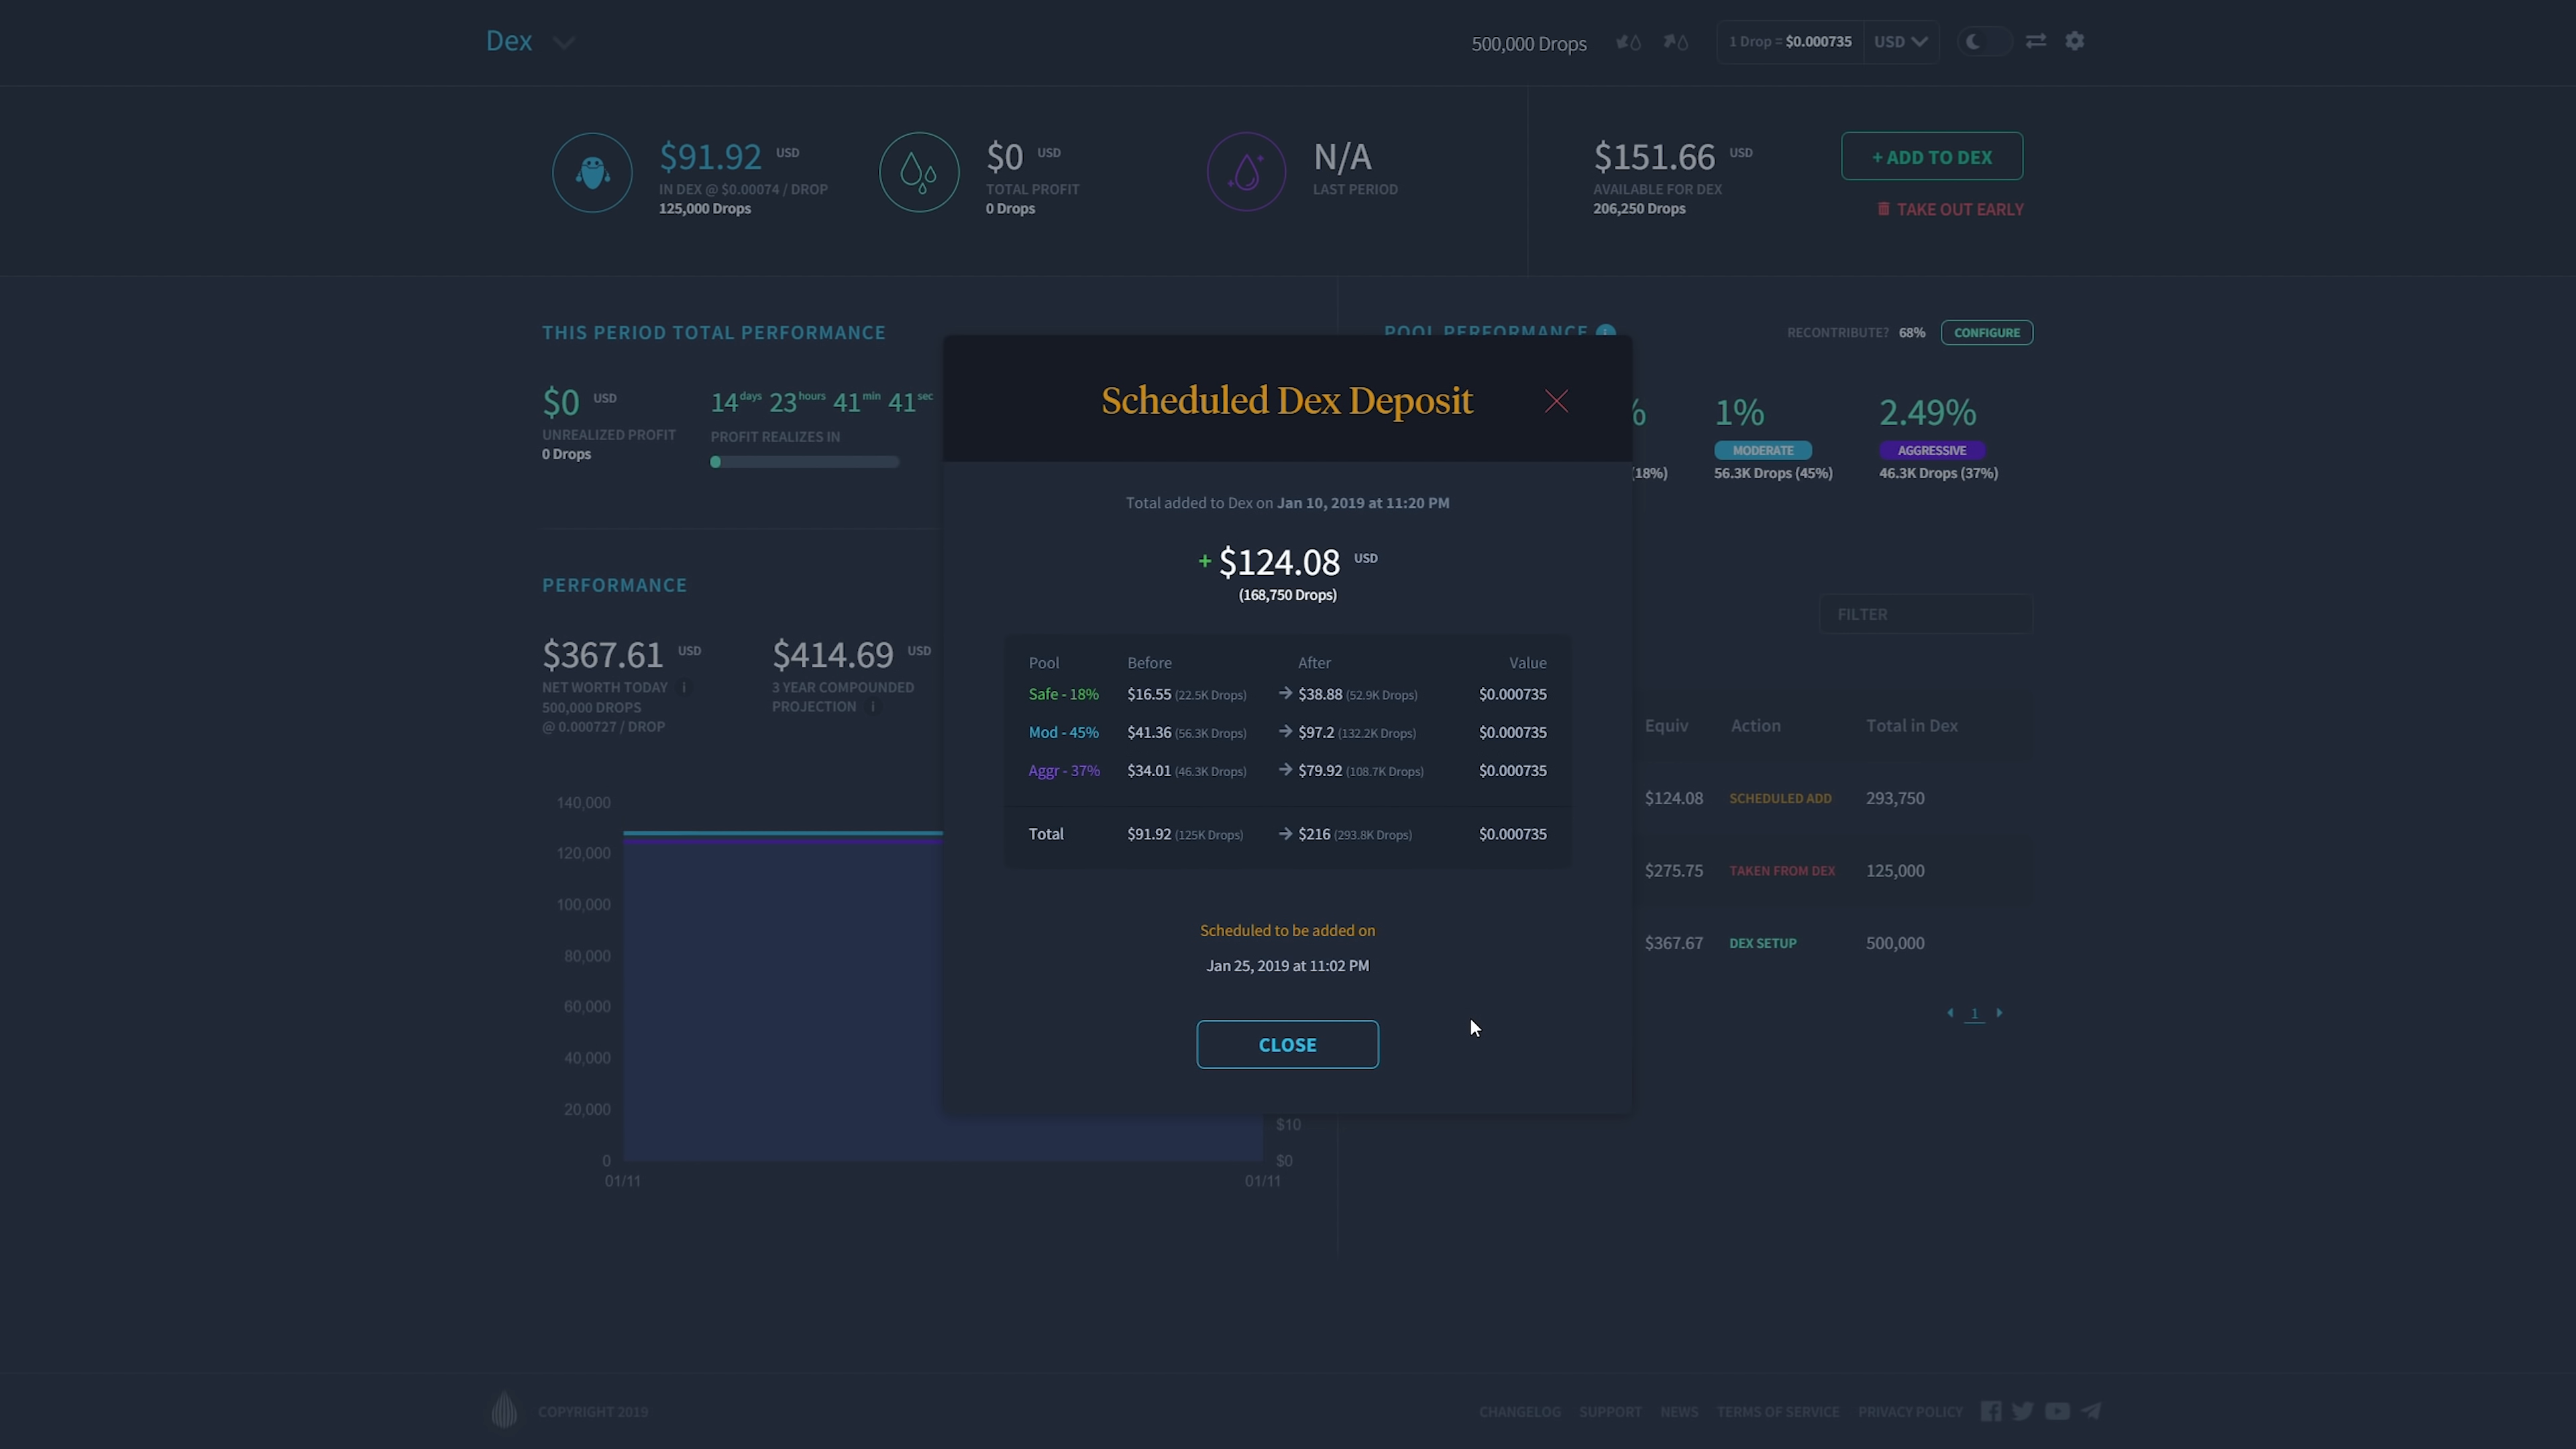 Dex
500,000 Drops
1 Drop = $0.000735
USD
$91.92 USD
IN DEX @ $0.00074 / DROP
125,000 Drops
$0 USD
TOTAL PROFIT
0 Drops
N/A
LAST PERIOD
$151.66 USD
AVAILABLE FOR DEX
206,250 Drops
+ ADD TO DEX
TAKE OUT EARLY
THIS PERIOD TOTAL PERFORMANCE
$0 USD
UNREALIZED PROFIT
0 Drops
14 days 23 hours 41 min 41 sec
PROFIT REALIZES IN
POOL PERFORMANCE
RECONTRIBUTE? 68% CONFIGURE
%
(18%)
1%
MODERATE
56.3K Drops (45%)
2.49%
AGGRESSIVE
46.3K Drops (37%)
Scheduled Dex Deposit
Total added to Dex on Jan 10, 2019 at 11:20 PM
+ $124.08 USD
(168,750 Drops)
Pool Before After Value
Safe - 18% $16.55 (22.5K Drops) → $38.88 (52.9K Drops) $0.000735
Mod - 45% $41.36 (56.3K Drops) → $97.2 (132.2K Drops) $0.000735
Aggr - 37% $34.01 (46.3K Drops) → $79.92 (108.7K Drops) $0.000735
Total $91.92 (125K Drops) → $216 (293.8K Drops) $0.000735
Scheduled to be added on
Jan 25, 2019 at 11:02 PM
CLOSE
PERFORMANCE
$367.61 USD
NET WORTH TODAY i
500,000 DROPS
@ 0.000727 / DROP
$414.69 USD
3 YEAR COMPOUNDED
PROJECTION i
140,000
120,000
100,000
80,000
60,000
40,000
20,000
0
01/11
01/11
$10
$0
FILTER
Equiv Action Total in Dex
$124.08 SCHEDULED ADD 293,750
$275.75 TAKEN FROM DEX 125,000
$367.67 DEX SETUP 500,000
1
COPYRIGHT 2019
CHANGELOG SUPPORT NEWS TERMS OF SERVICE PRIVACY POLICY